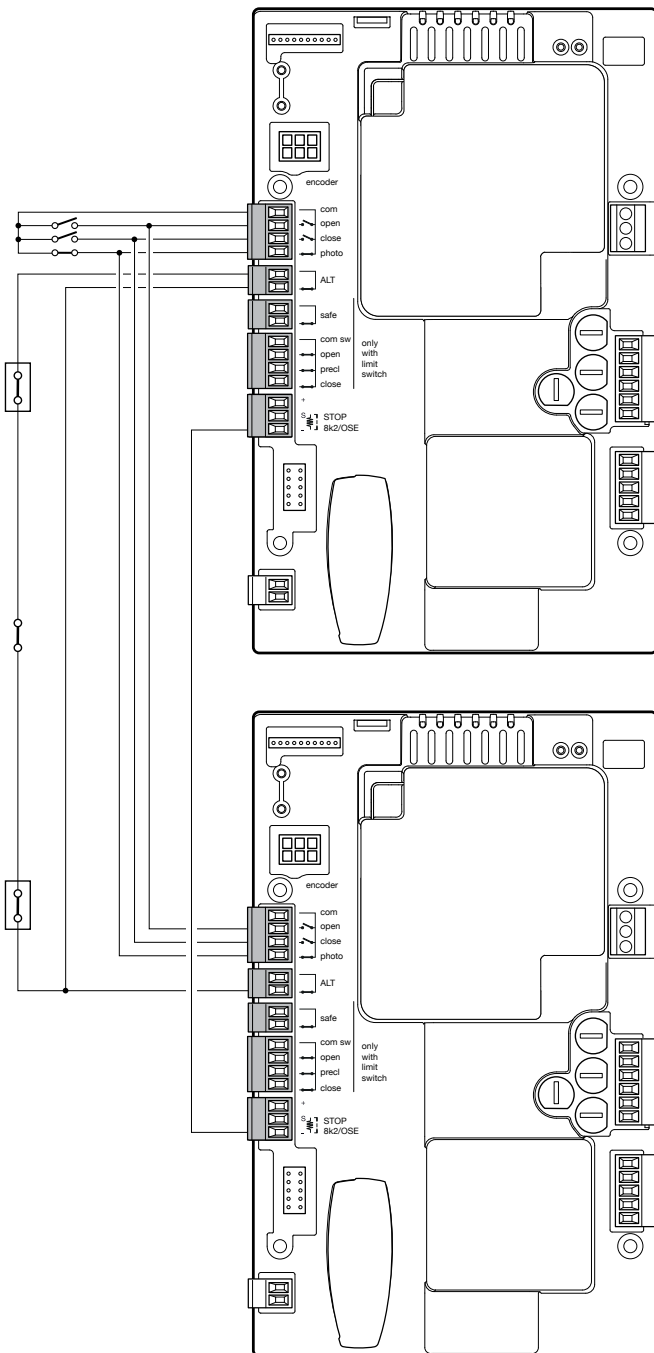 encoder
com
open
close
photo
ALT
safe
com sw
open
precl
close
only
with
limit
switch
+
S
-
STOP
8k2/OSE
encoder
com
open
close
photo
ALT
safe
com sw
open
precl
close
only
with
limit
switch
+
S
-
STOP
8k2/OSE